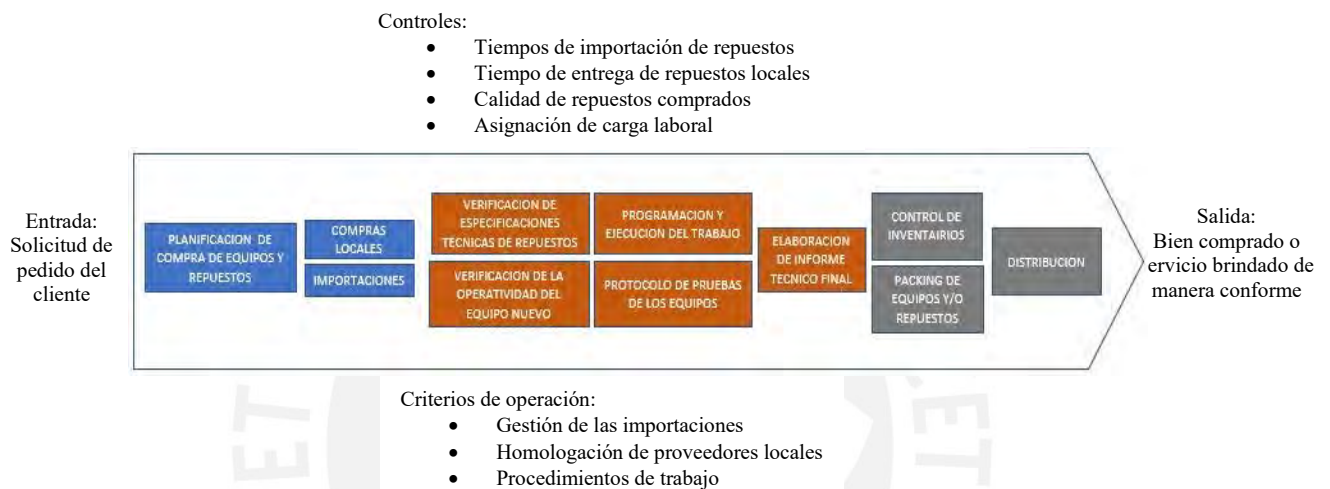 Controles:
• Tiempos de importación de repuestos
• Tiempo de entrega de repuestos locales
• Calidad de repuestos comprados
• Asignación de carga laboral
Entrada:
Solicitud de
pedido del
cliente
PLANIFICACION DE
COMPRA DE EQUIPOS Y
REPUESTOS
COMPRAS
LOCALES
IMPORTACIONES
VERIFICACION DE
ESPECIFICACIONES
TÉCNICAS DE REPUESTOS
VERIFICACION DE LA
OPERATIVIDAD DEL
EQUIPO NUEVO
PROGRAMACION Y
EJECUCION DEL TRABAJO
PROTOCOLO DE PRUEBAS
DE LOS EQUIPOS
ELABORACION
DE INFORME
TECNICO FINAL
CONTROL DE
INVENTAIRIOS
PACKING DE
EQUIPOS Y/O
REPUESTOS
DISTRIBUCION
Salida:
Bien comprado o
ervicio brindado de
manera conforme
Criterios de operación:
• Gestión de las importaciones
• Homologación de proveedores locales
• Procedimientos de trabajo
ET
ET